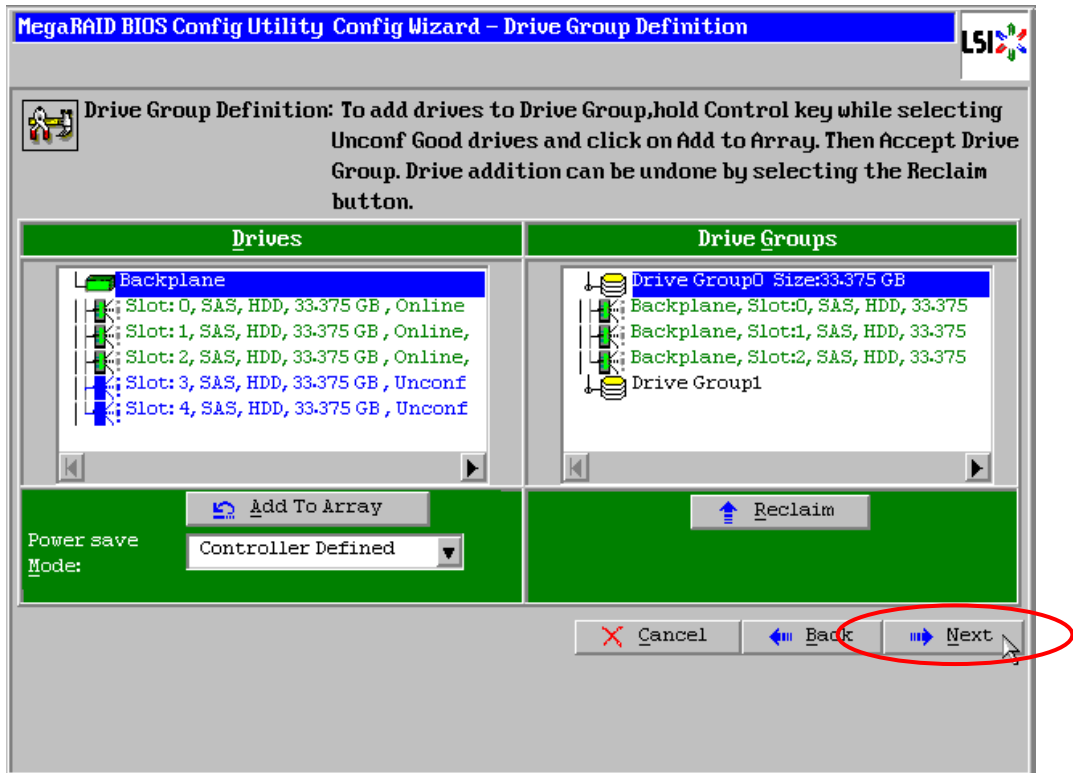 MegaRAID BIOS Config Utility Config Wizard – Drive Group Definition
LSI
Drive Group Definition: To add drives to Drive Group,hold Control key while selecting
Unconf Good drives and click on Add to Array. Then Accept Drive
Group. Drive addition can be undone by selecting the Reclaim
button.
Drives
Backplane
Slot: 0, SAS, HDD, 33.375 GB , Online
Slot: 1, SAS, HDD, 33.375 GB , Online,
Slot: 2, SAS, HDD, 33.375 GB , Online,
Slot: 3, SAS, HDD, 33.375 GB , Unconf
Slot: 4, SAS, HDD, 33.375 GB , Unconf
Add To Array
Power save
Mode:
Controller Defined
Drive Groups
Drive Group0 Size:33.375 GB
Backplane, Slot:0, SAS, HDD, 33.375
Backplane, Slot:1, SAS, HDD, 33.375
Backplane, Slot:2, SAS, HDD, 33.375
Drive Group1
Reclaim
Cancel
Back
Next